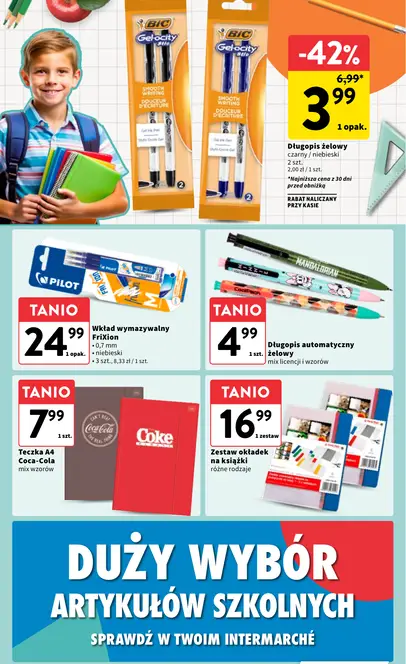 BIC
Gel-ocity
Stic
SMOOTH
WRITING
DOUCEUR
D'ÉCRITURE
2
BIC
Gel-ocity
Stic
SMOOTH
WRITING
DOUCEUR
D'ÉCRITURE
2
-42%
6,99*
3 99
1 opak.
Długopis żelowy
czarny / niebieski
2 szt.
2,00 zł / 1 szt.
*Najniższa cena z 30 dni
przed obniżką
RABAT NALICZANY
PRZY KASIE
PILOT
FriXion
TANIO
24 99
1 opak.
Wkład wymazywalny
FriXion
• 0,7 mm
• niebieski
• 3 szt., 8,33 zł / 1 szt.
MANDALORIAN
TANIO
4 99
1 szt.
Długopis automatyczny
żelowy
mix licencji i wzorów
TANIO
7 99
1 szt.
Teczka A4
Coca-Cola
mix wzorów
Coca-Cola
Coke
TANIO
16 99
1 zestaw
Zestaw okładek
na książki
różne rodzaje
DUŻY WYBÓR
ARTYKUŁÓW SZKOLNYCH
SPRAWDŹ W TWOIM INTERMARCHÉ